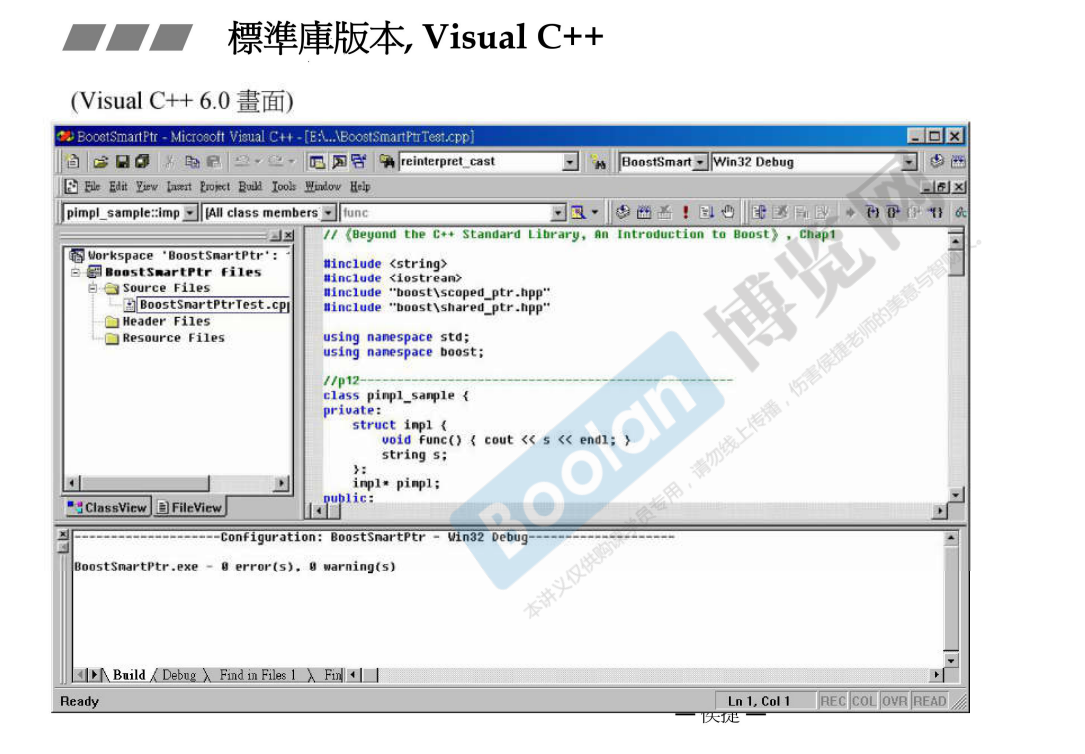 標準庫版本, Visual C++
(Visual C++ 6.0 畫面)
BoostSmartPtr - Microsoft Visual C++ - [E:\...\BoostSmartPtrTest.cpp]
reinterpret_cast BoostSmart Win32 Debug
File Edit View Insert Project Build Tools Window Help
pimpl_sample::imp [All class members func
Workspace 'BoostSmartPtr':
BoostSmartPtr files
Source Files
BoostSmartPtrTest.cp
Header Files
Resource Files
ClassView FileView
// 《Beyond the C++ Standard Library, An Introduction to Boost》, Chap1
#include <string>
#include <iostream>
#include "boost\scoped_ptr.hpp"
#include "boost\shared_ptr.hpp"
using namespace std;
using namespace boost;
//p12---------------------------------------------------
class pimpl_sample {
private:
struct impl {
void func() { cout << s << endl; }
string s;
};
impl* pimpl;
public:
--------------------Configuration: BoostSmartPtr - Win32 Debug--------------------
BoostSmartPtr.exe - 0 error(s), 0 warning(s)
Build Debug Find in Files 1 Fin
Ready Ln 1, Col 1 REC COL OVR READ
Boolan 博览网
本讲义仅供购课学员专用，请勿线上传播，伤害侯捷老师的美意与智
— 侯捷 —